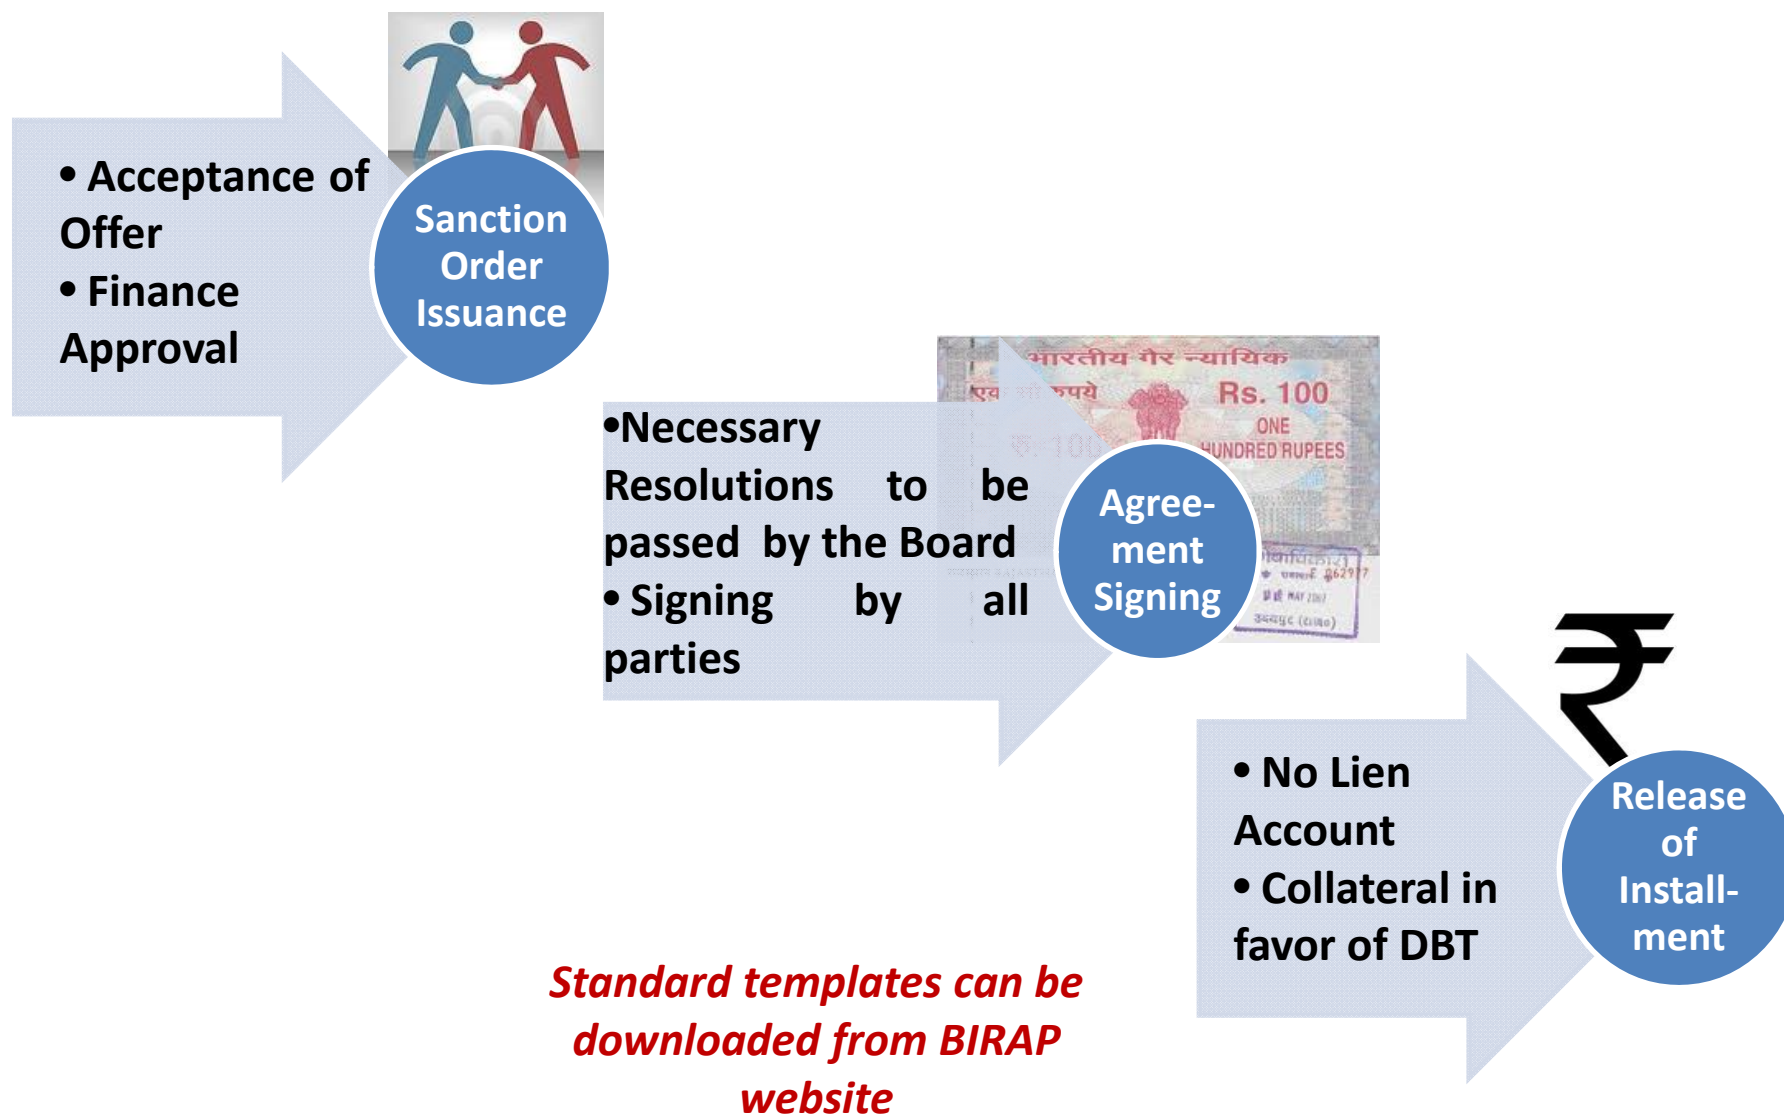 • Acceptance of
Offer
• Finance
Approval
Sanction
Order
Issuance
भारतीय गैर न्यायिक
रुपये
Rs. 100
ONE
HUNDRED RUPEES
•Necessary
Resolutions to be
passed by the Board
• Signing by all
parties
Agree-
ment
Signing
₹
• No Lien
Account
• Collateral in
favor of DBT
Release
of
Install-
ment
Standard templates can be
downloaded from BIRAP
website